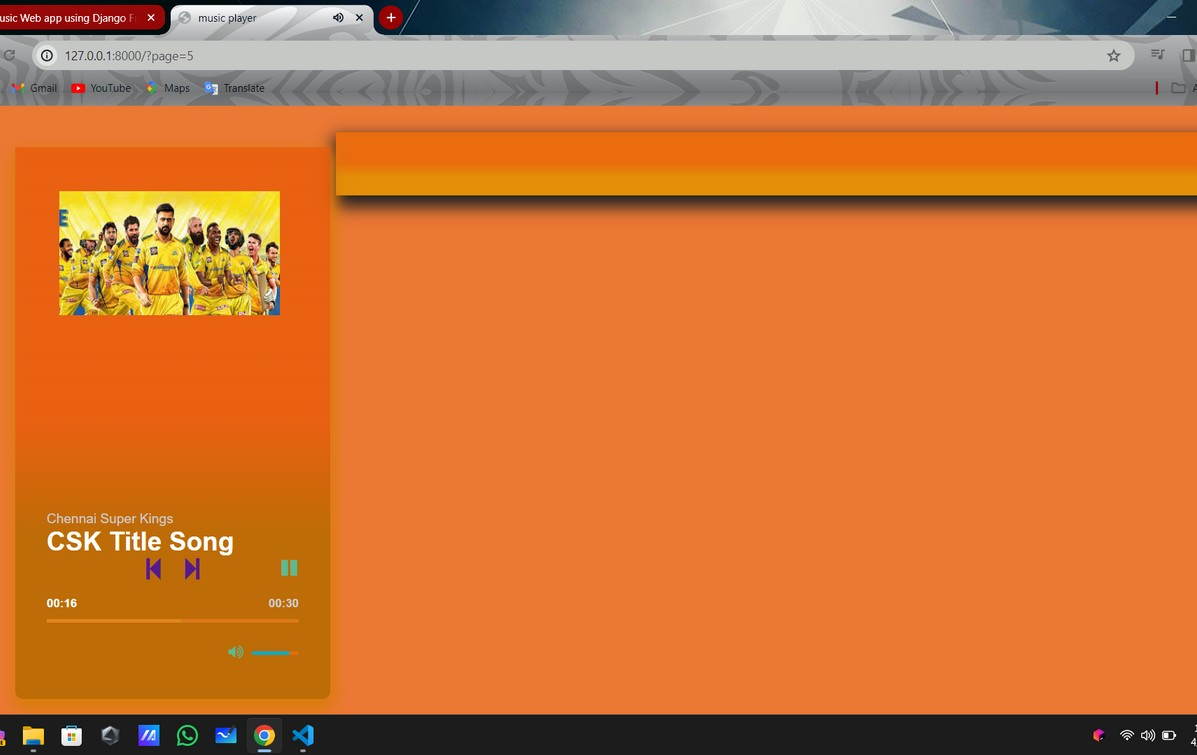 usic Web app using Django F
music player
127.0.0.1:8000/?page=5
Gmail
YouTube
Maps
Translate
Chennai Super Kings
CSK Title Song
00:16
00:30